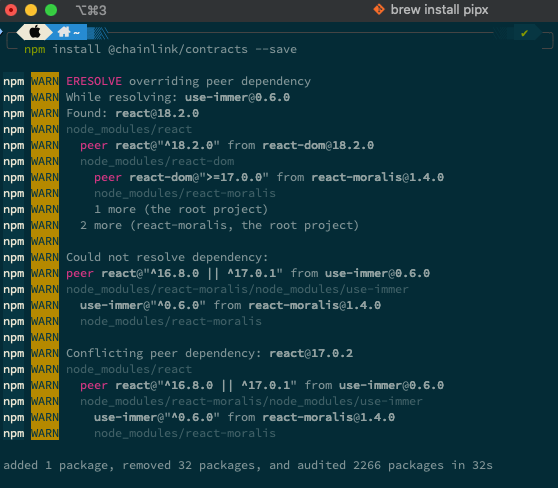 ⌥⌘3
brew install pipx
~
✔
npm install @chainlink/contracts --save
npm WARN ERESOLVE overriding peer dependency
npm WARN While resolving: use-immer@0.6.0
npm WARN Found: react@18.2.0
npm WARN node_modules/react
npm WARN   peer react@"^18.2.0" from react-dom@18.2.0
npm WARN   node_modules/react-dom
npm WARN     peer react-dom@">=17.0.0" from react-moralis@1.4.0
npm WARN     node_modules/react-moralis
npm WARN     1 more (the root project)
npm WARN   2 more (react-moralis, the root project)
npm WARN
npm WARN Could not resolve dependency:
npm WARN peer react@"^16.8.0 || ^17.0.1" from use-immer@0.6.0
npm WARN node_modules/react-moralis/node_modules/use-immer
npm WARN   use-immer@"^0.6.0" from react-moralis@1.4.0
npm WARN   node_modules/react-moralis
npm WARN
npm WARN Conflicting peer dependency: react@17.0.2
npm WARN node_modules/react
npm WARN   peer react@"^16.8.0 || ^17.0.1" from use-immer@0.6.0
npm WARN   node_modules/react-moralis/node_modules/use-immer
npm WARN     use-immer@"^0.6.0" from react-moralis@1.4.0
npm WARN     node_modules/react-moralis
added 1 package, removed 32 packages, and audited 2266 packages in 32s